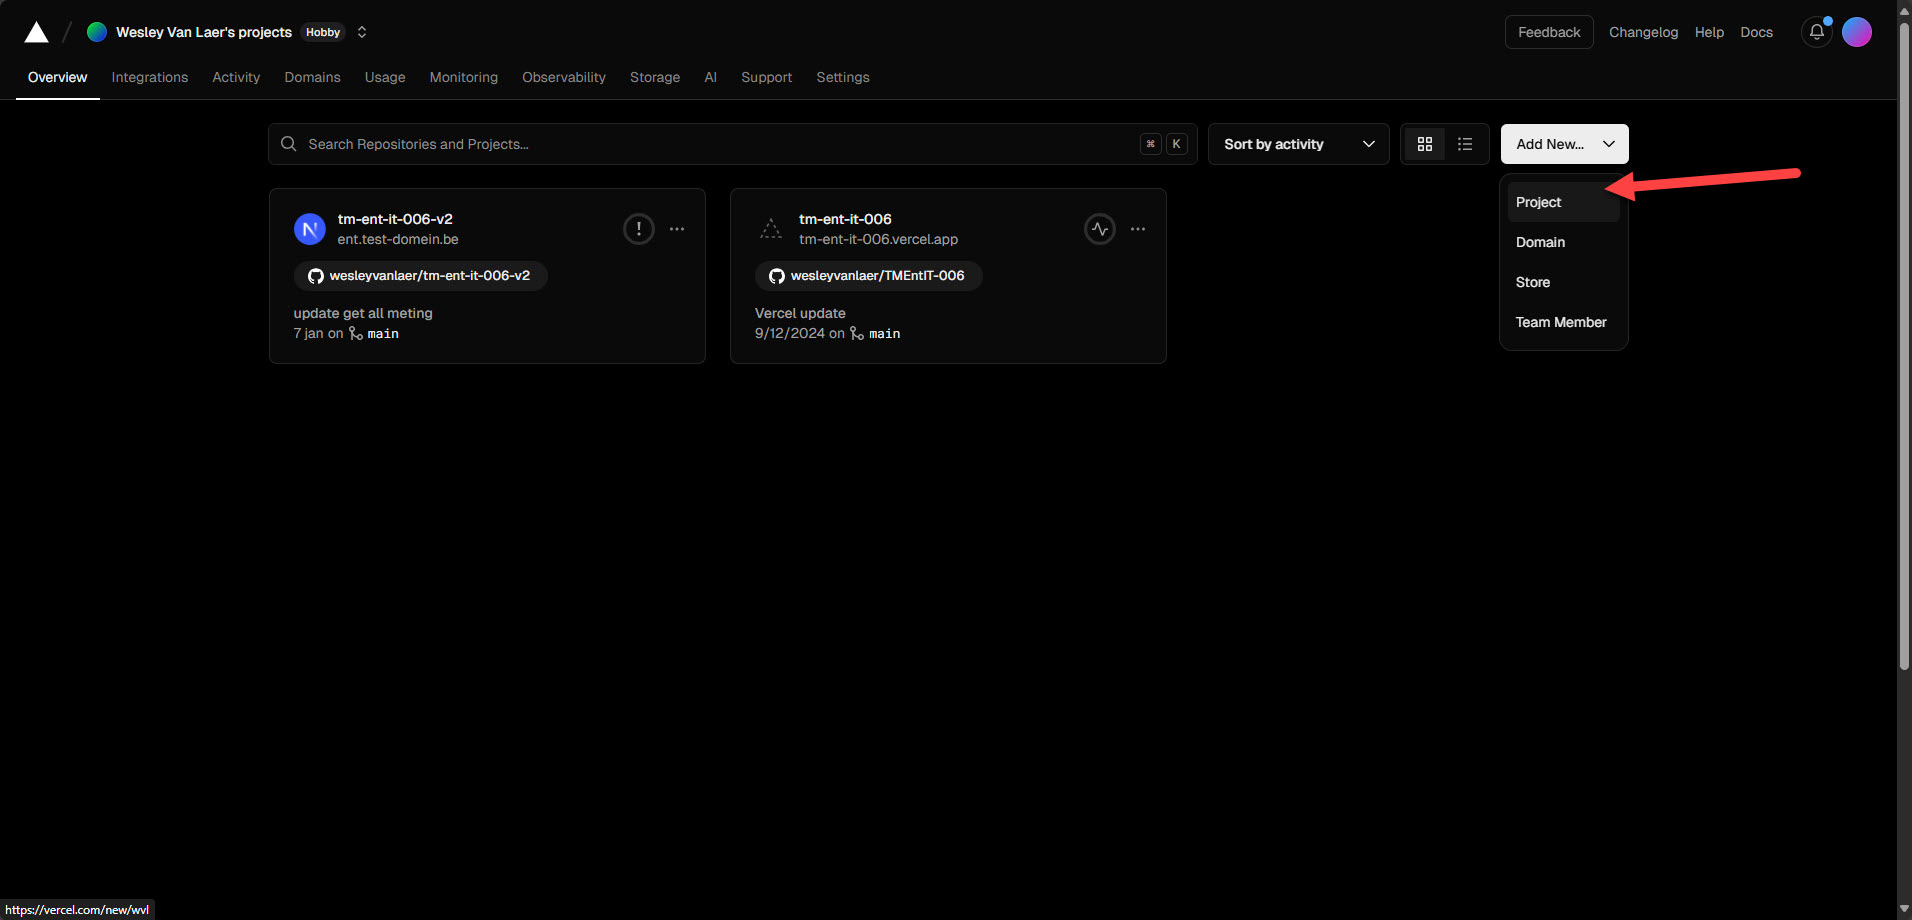 Wesley Van Laer's projects Hobby
Feedback Changelog Help Docs
Overview Integrations Activity Domains Usage Monitoring Observability Storage AI Support Settings
Search Repositories and Projects... ⌘ K
Sort by activity
Add New...
Project
Domain
Store
Team Member
tm-ent-it-006-v2
ent.test-domein.be
wesleyvanlaer/tm-ent-it-006-v2
update get all meting
7 jan on main
tm-ent-it-006
tm-ent-it-006.vercel.app
wesleyvanlaer/TMEntIT-006
Vercel update
9/12/2024 on main
https://vercel.com/new/wvl